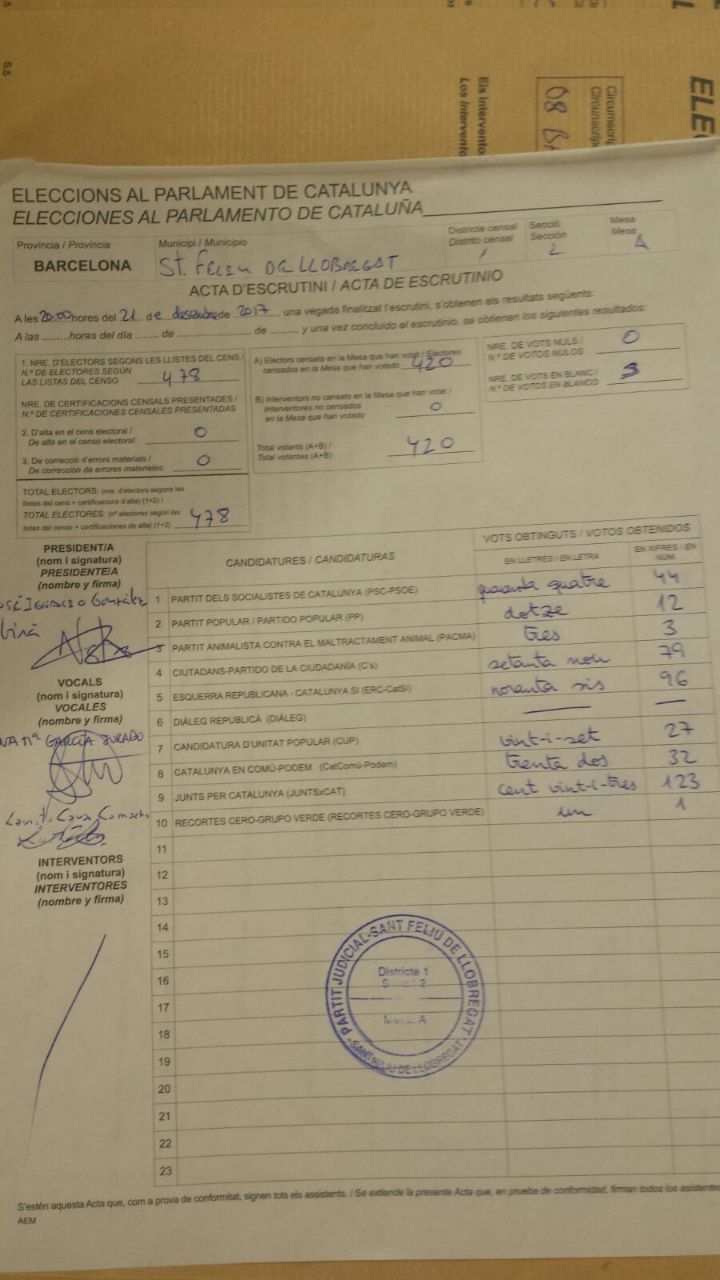 ELE
Els interventor
Los Interventor
Circumscrip
Circunscripc
08 BA
5.5
ELECCIONS AL PARLAMENT DE CATALUNYA
ELECCIONES AL PARLAMENTO DE CATALUÑA
Província / Provincia
Municipi / Municipio
Districte censal
Distrito censal
Secció
Sección
Mesa
Mesa
BARCELONA
ST. FELIU DE LLOBREGAT
1
2
A
ACTA D'ESCRUTINI / ACTA DE ESCRUTINIO
A les 20:00 hores del 21 de desembre de 2017, una vegada finalitzat l'escrutini, s'obtenen els resultats següents:
A las ......... horas del día ...... de .................. de ........, y una vez concluido el escrutinio, se obtienen los siguientes resultados:
1. NRE. D'ELECTORS SEGONS LES LLISTES DEL CENS /
N.º DE ELECTORES SEGÚN
LAS LISTAS DEL CENSO 478
NRE. DE CERTIFICACIONS CENSALS PRESENTADES /
N.º DE CERTIFICACIONES CENSALES PRESENTADAS
2. D'alta en el cens electoral /
De alta en el censo electoral: 0
3. De correcció d'errors materials /
De corrección de errores materiales: 0
TOTAL ELECTORS: (nre. d'electors segons les
llistes del cens + certificacions d'alta) (1+2) /
TOTAL ELECTORES: (nº electores según las
listas del censo + certificaciones de alta) (1+2) 478
A) Electors censats en la Mesa que han votat / Electores
censados en la Mesa que han votado 420
B) Interventors no censats en la Mesa que han votat /
Interventores no censados
en la Mesa que han votado 0
Total votants (A+B) /
Total votantes (A+B) 420
NRE. DE VOTS NULS /
N.º DE VOTOS NULOS 0
NRE. DE VOTS EN BLANC /
N.º DE VOTOS EN BLANCO 3
PRESIDENT/A
(nom i signatura)
PRESIDENTE/A
(nombre y firma)
OSÉ IGNACIO González
VOCALS
(nom i signatura)
VOCALES
(nombre y firma)
NA Mª GARCÍA JURADO
INTERVENTORS
(nom i signatura)
INTERVENTORES
(nombre y firma)
CANDIDATURES / CANDIDATURAS
VOTS OBTINGUTS / VOTOS OBTENIDOS
EN LLETRES / EN LETRA
EN XIFRES / EN
NÚM.
1 PARTIT DELS SOCIALISTES DE CATALUNYA (PSC-PSOE) quaranta quatre 44
2 PARTIT POPULAR / PARTIDO POPULAR (PP) dotze 12
3 PARTIT ANIMALISTA CONTRA EL MALTRACTAMENT ANIMAL (PACMA) tres 3
4 CIUTADANS-PARTIDO DE LA CIUDADANÍA (C's) setanta nou 79
5 ESQUERRA REPUBLICANA - CATALUNYA SÍ (ERC-CatSí) noranta sis 96
6 DIÀLEG REPUBLICÀ (DIÀLEG) — —
7 CANDIDATURA D'UNITAT POPULAR (CUP) vint-i-set 27
8 CATALUNYA EN COMÚ-PODEM (CatComú-Podem) trenta dos 32
9 JUNTS PER CATALUNYA (JUNTSxCAT) cent vint-i-tres 123
10 RECORTES CERO-GRUPO VERDE (RECORTES CERO-GRUPO VERDE) un 1
11
12
13
14
15
16
17
18
19
20
21
22
23
PARTIT JUDICIAL-SANT FELIU DE LLOBREGAT
Districte 1
2
A
SANT FELIU DE LLOBREGAT
S'estén aquesta Acta que, com a prova de conformitat, signen tots els assistents. / Se extiende la presente Acta que, en prueba de conformidad, firman todos los asistentes
AEM